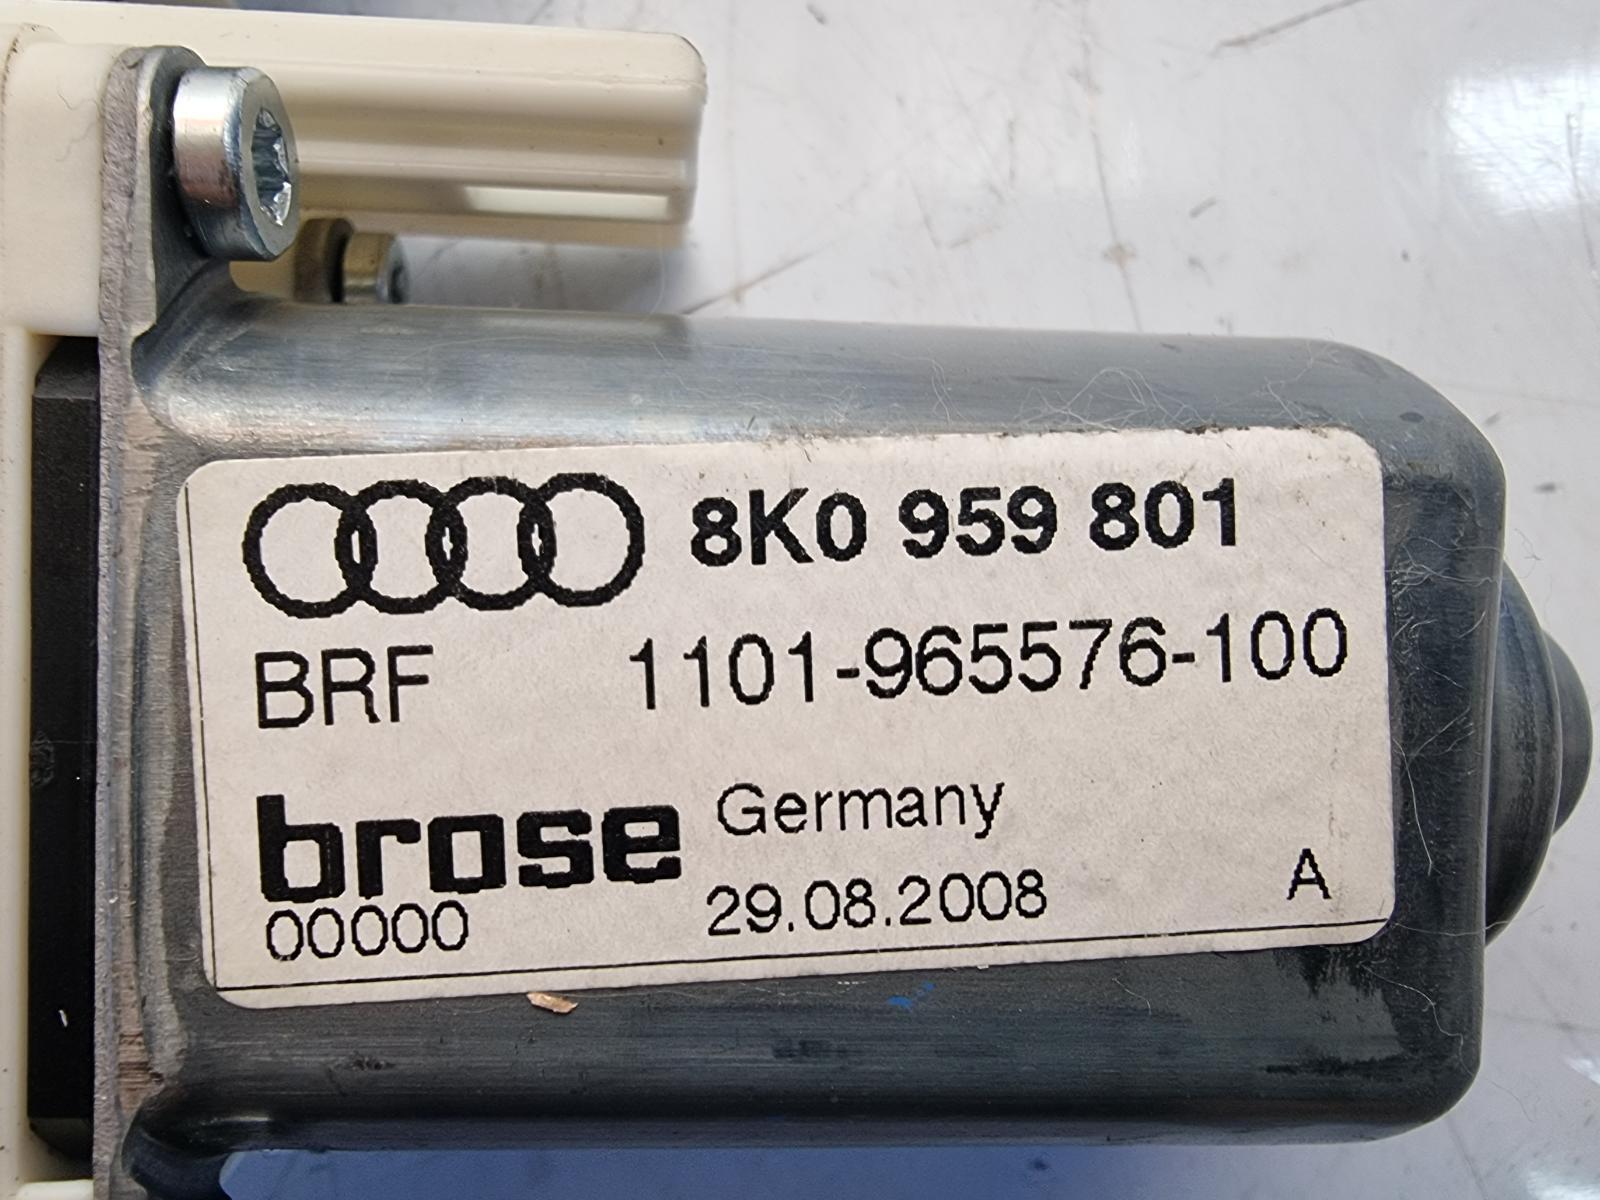 8K0 959 801
BRF 1101-965576-100
brose Germany
00000 29.08.2008 A